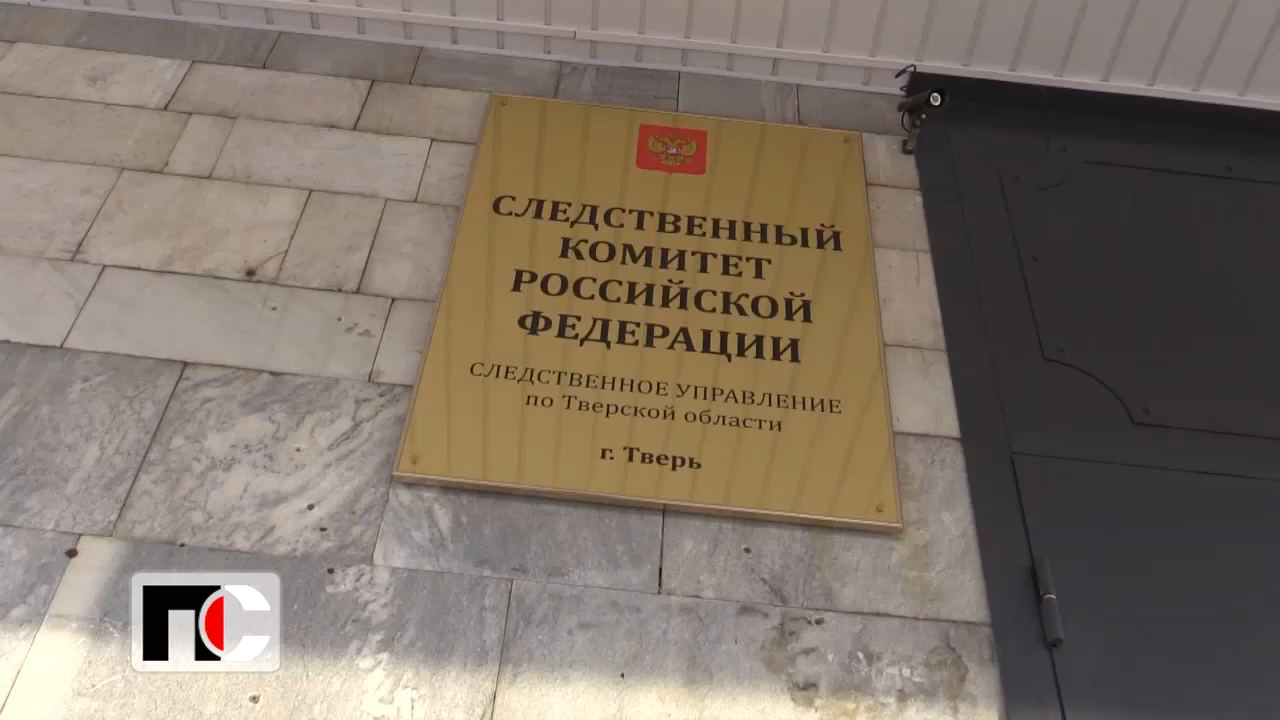 СЛЕДСТВЕННЫЙ
КОМИТЕТ
РОССИЙСКОЙ
ФЕДЕРАЦИИ
СЛЕДСТВЕННОЕ УПРАВЛЕНИЕ
по Тверской области
г. Тверь
ПС